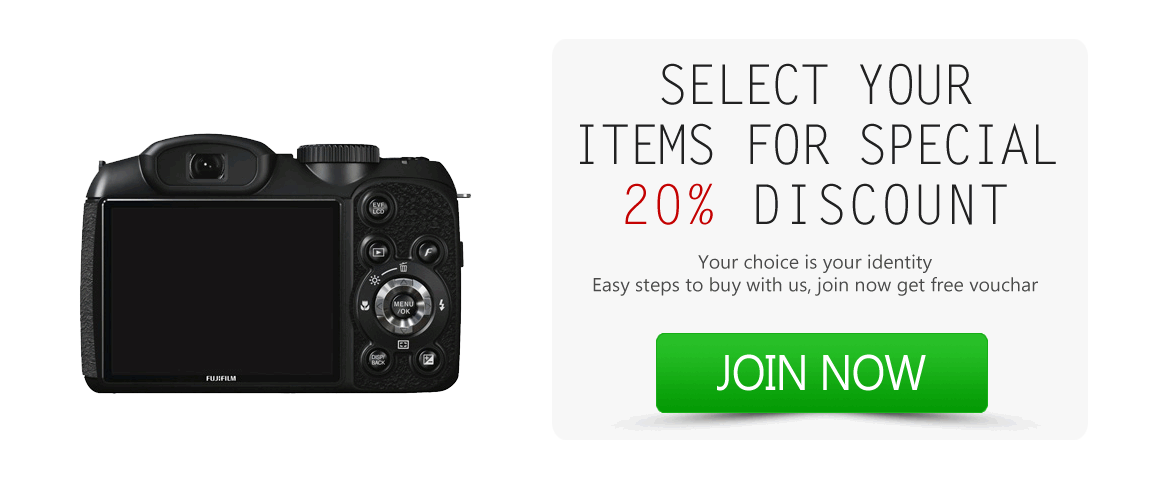 SELECT YOUR
ITEMS FOR SPECIAL
20% DISCOUNT
Your choice is your identity
Easy steps to buy with us, join now get free vouchar
JOIN NOW
EVF
/LCD
F
MENU
/OK
DISP/
BACK
FUJIFILM